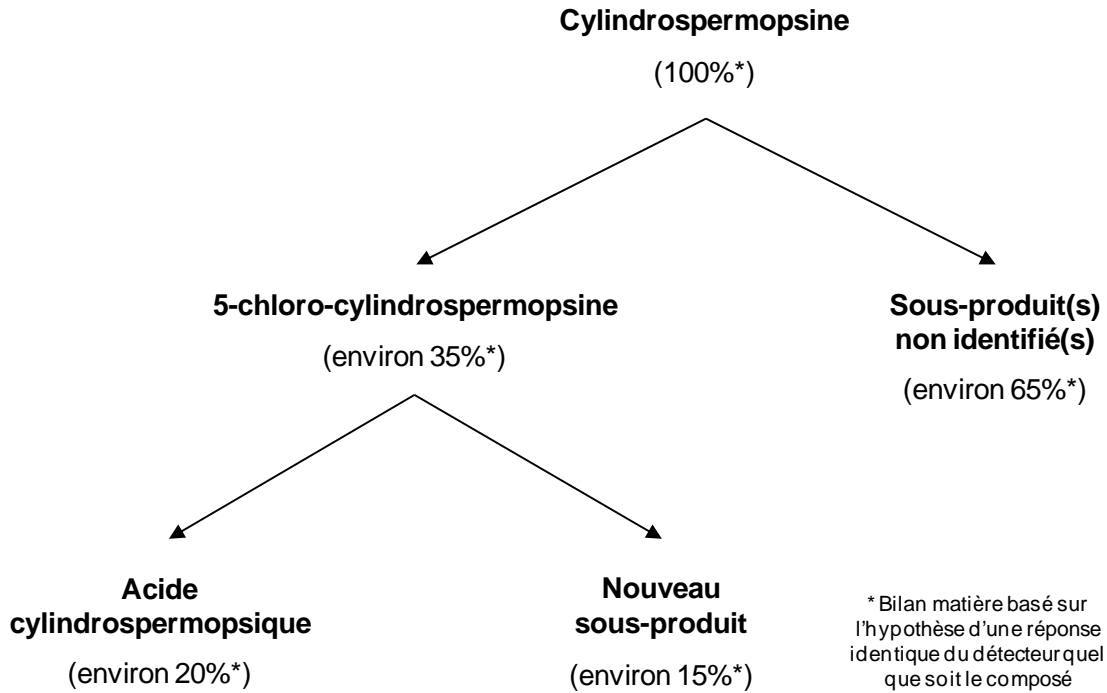 Cylindrospermopsine
(100%*)
5-chloro-cylindrospermopsine
(environ 35%*)
Sous-produit(s)
non identifié(s)
(environ 65%*)
Acide
cylindrospermopsique
(environ 20%*)
Nouveau
sous-produit
(environ 15%*)
* Bilan matière basé sur
l'hypothèse d'une réponse
identique du détecteur quel
que soit le composé